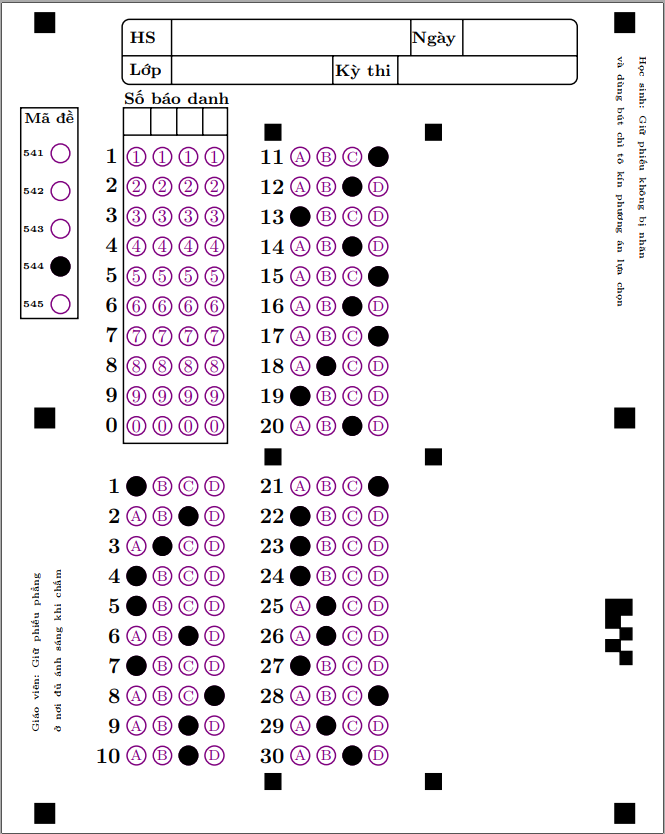 HS Ngày
Lớp Kỳ thi
Học sinh: Giữ phiếu không bị nhăn
và dùng bút chì tô kín phương án lựa chọn
Mã đề
541
542
543
544
545
Số báo danh
1 1 1 1 1
2 2 2 2 2
3 3 3 3 3
4 4 4 4 4
5 5 5 5 5
6 6 6 6 6
7 7 7 7 7
8 8 8 8 8
9 9 9 9 9
0 0 0 0 0
11 A B C
12 A B D
13 B C D
14 A B D
15 A B C
16 A B D
17 A B C
18 A C D
19 B C D
20 A B D
1 B C D
2 A B D
3 A C D
4 B C D
5 B C D
6 A B D
7 B C D
8 A B C
9 A B D
10 A B D
21 A B C
22 B C D
23 B C D
24 B C D
25 A C D
26 A C D
27 B C D
28 A B C
29 A C D
30 A B D
Giáo viên: Giữ phiếu phẳng
ở nơi đủ ánh sáng khi chấm